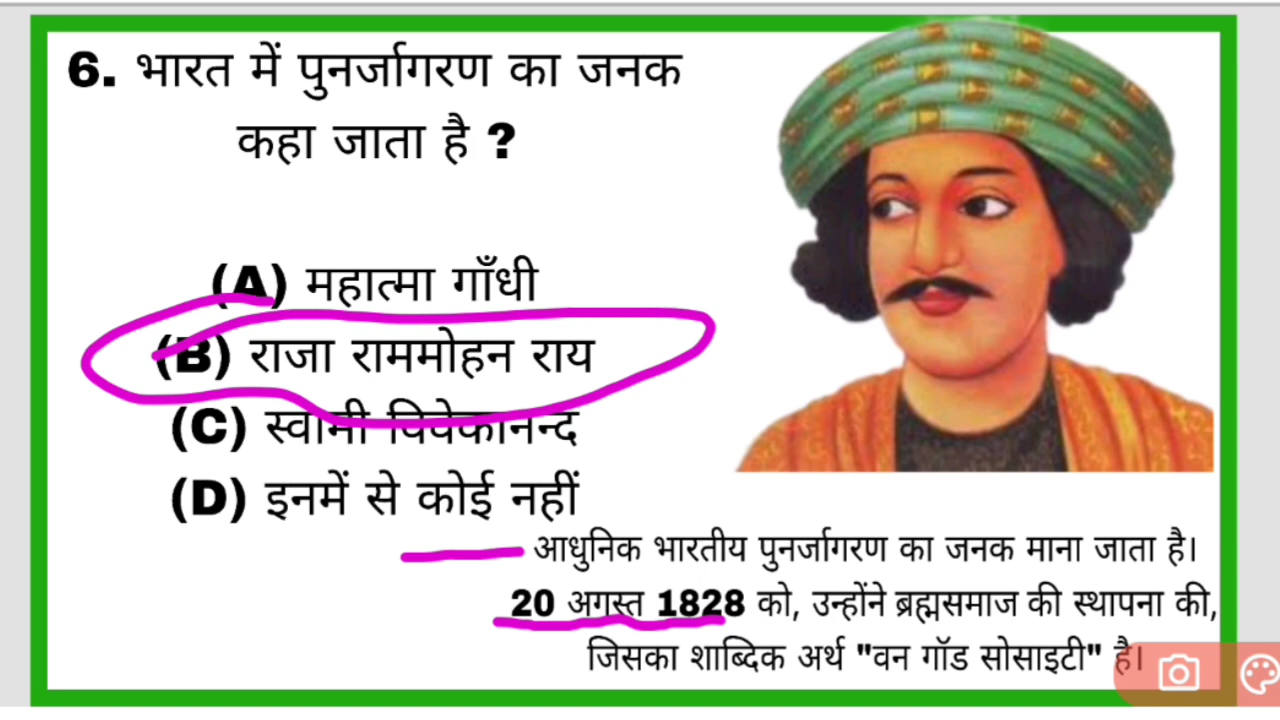 6. भारत में पुनर्जागरण का जनक
कहा जाता है ?
(A) महात्मा गाँधी
(B) राजा राममोहन राय
(C) स्वामी विवेकानन्द
(D) इनमें से कोई नहीं
आधुनिक भारतीय पुनर्जागरण का जनक माना जाता है।
20 अगस्त 1828 को, उन्होंने ब्रह्मसमाज की स्थापना की,
जिसका शाब्दिक अर्थ "वन गॉड सोसाइटी" है।